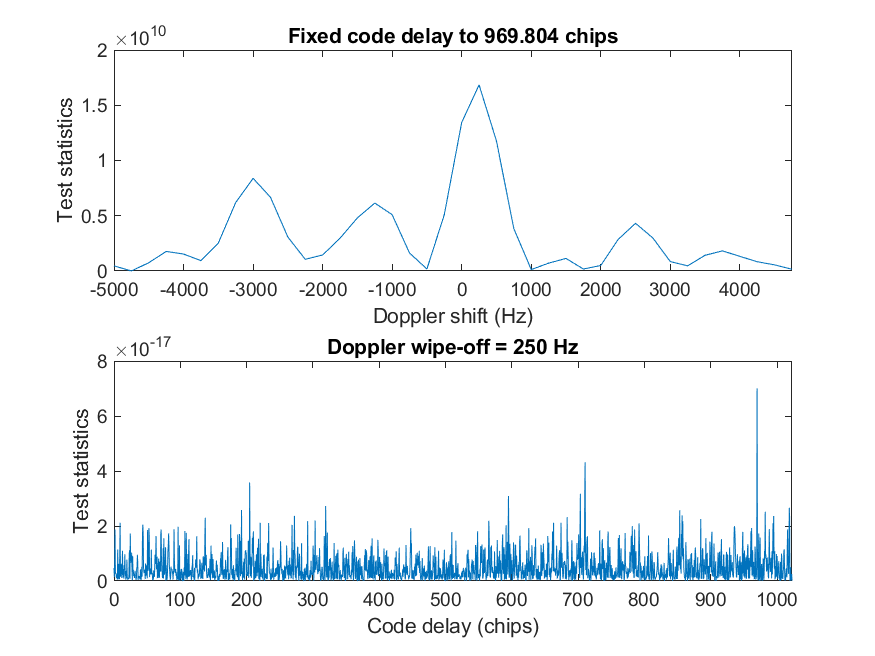 Fixed code delay to 969.804 chips
×10^10
2
1.5
1
0.5
0
Test statistics
-5000 -4000 -3000 -2000 -1000 0 1000 2000 3000 4000
Doppler shift (Hz)
Doppler wipe-off = 250 Hz
×10^-17
8
6
4
2
0
Test statistics
0 100 200 300 400 500 600 700 800 900 1000
Code delay (chips)